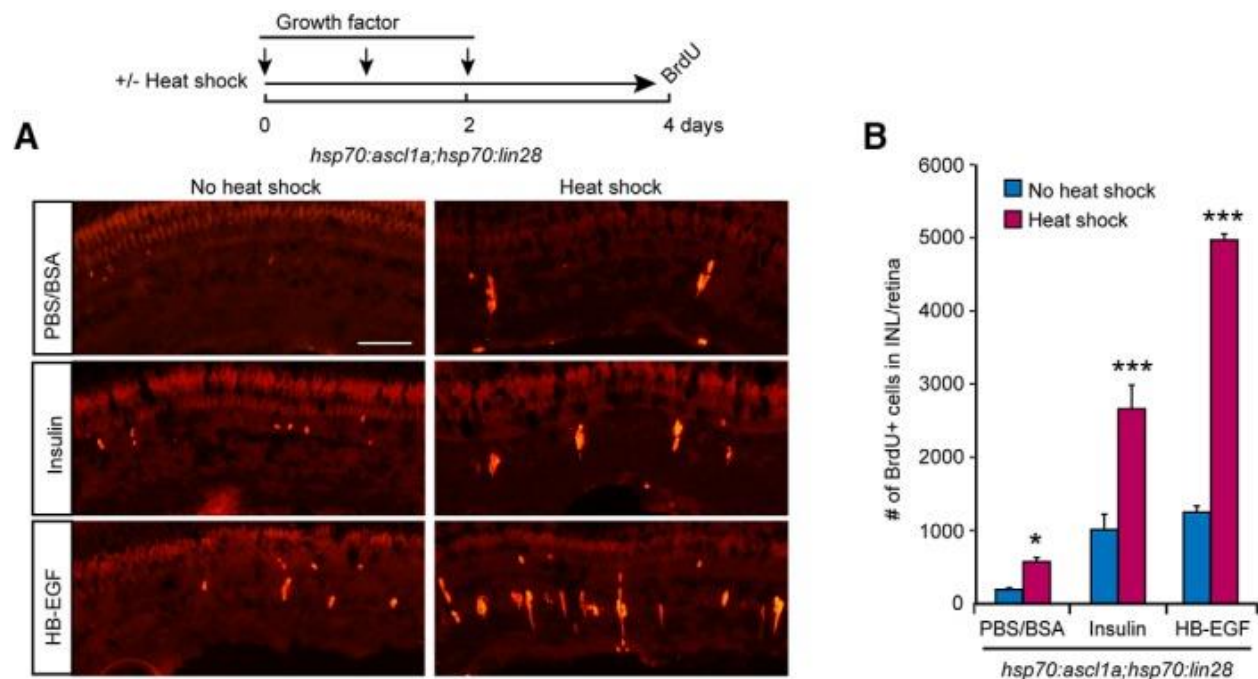 Growth factor
+/- Heat shock
BrdU
0 2 4 days
A
hsp70:ascl1a;hsp70:lin28
No heat shock Heat shock
PBS/BSA
Insulin
HB-EGF
B
6000
5000
4000
3000
2000
1000
0
# of BrdU+ cells in INL/retina
No heat shock
Heat shock
*
***
***
PBS/BSA Insulin HB-EGF
hsp70:ascl1a;hsp70:lin28